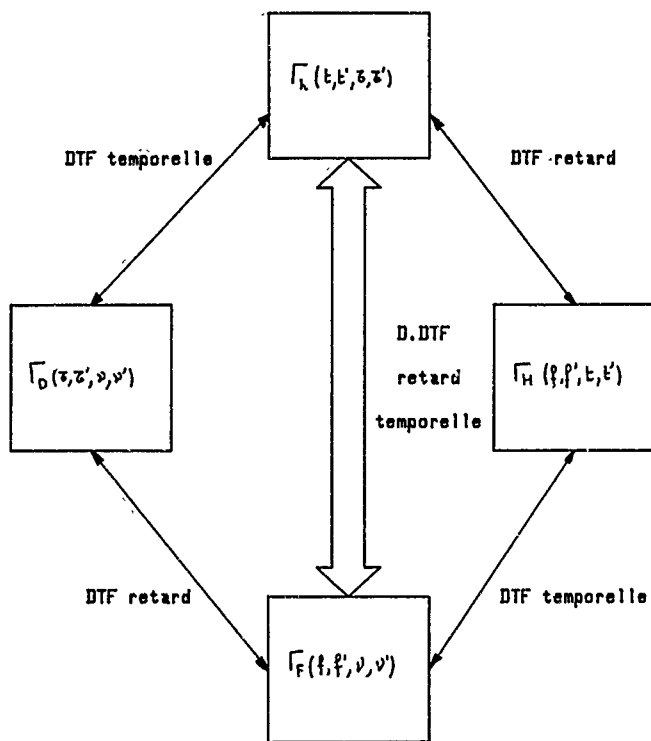 Γh (t,t',τ,τ')
DTF temporelle
DTF retard
D.DTF
retard
temporelle
ΓD (τ,τ',ν,ν')
ΓH (f,f',t,t')
DTF retard
DTF temporelle
ΓF (f,f',ν,ν')